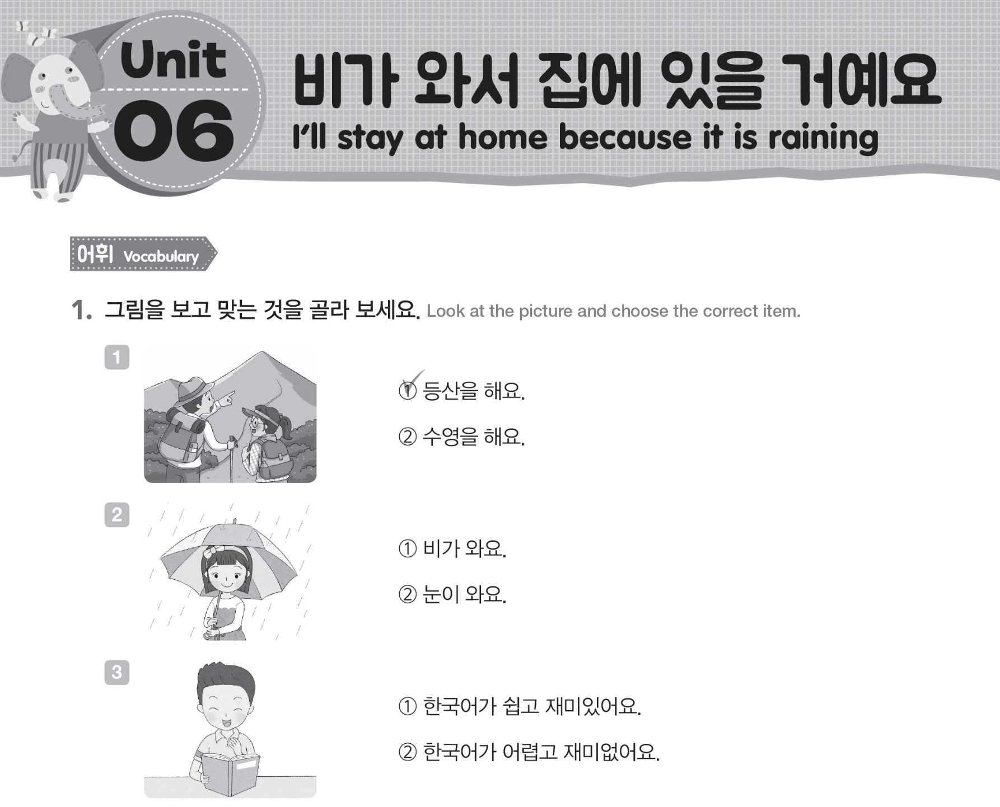 Unit
06
비가 와서 집에 있을 거예요
I'll stay at home because it is raining
어휘 Vocabulary
1. 그림을 보고 맞는 것을 골라 보세요. Look at the picture and choose the correct item.
1
① 등산을 해요.
② 수영을 해요.
2
① 비가 와요.
② 눈이 와요.
3
① 한국어가 쉽고 재미있어요.
② 한국어가 어렵고 재미없어요.